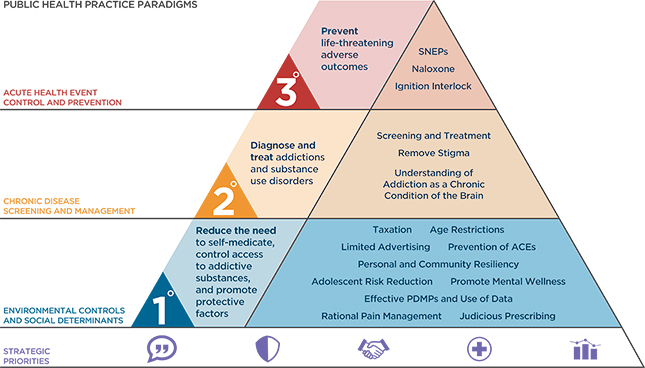 PUBLIC HEALTH PRACTICE PARADIGMS
Prevent
life-threatening
adverse
outcomes
SNEPs
Naloxone
Ignition Interlock
3°
ACUTE HEALTH EVENT
CONTROL AND PREVENTION
Diagnose and
treat addictions
and substance
use disorders
Screening and Treatment
Remove Stigma
Understanding of
Addiction as a Chronic
Condition of the Brain
2°
CHRONIC DISEASE
SCREENING AND MANAGEMENT
Reduce the need
to self-medicate,
control access
to addictive
substances,
and promote
protective
factors
Taxation Age Restrictions
Limited Advertising Prevention of ACEs
Personal and Community Resiliency
Adolescent Risk Reduction Promote Mental Wellness
Effective PDMPs and Use of Data
Rational Pain Management Judicious Prescribing
1°
ENVIRONMENTAL CONTROLS
AND SOCIAL DETERMINANTS
STRATEGIC
PRIORITIES